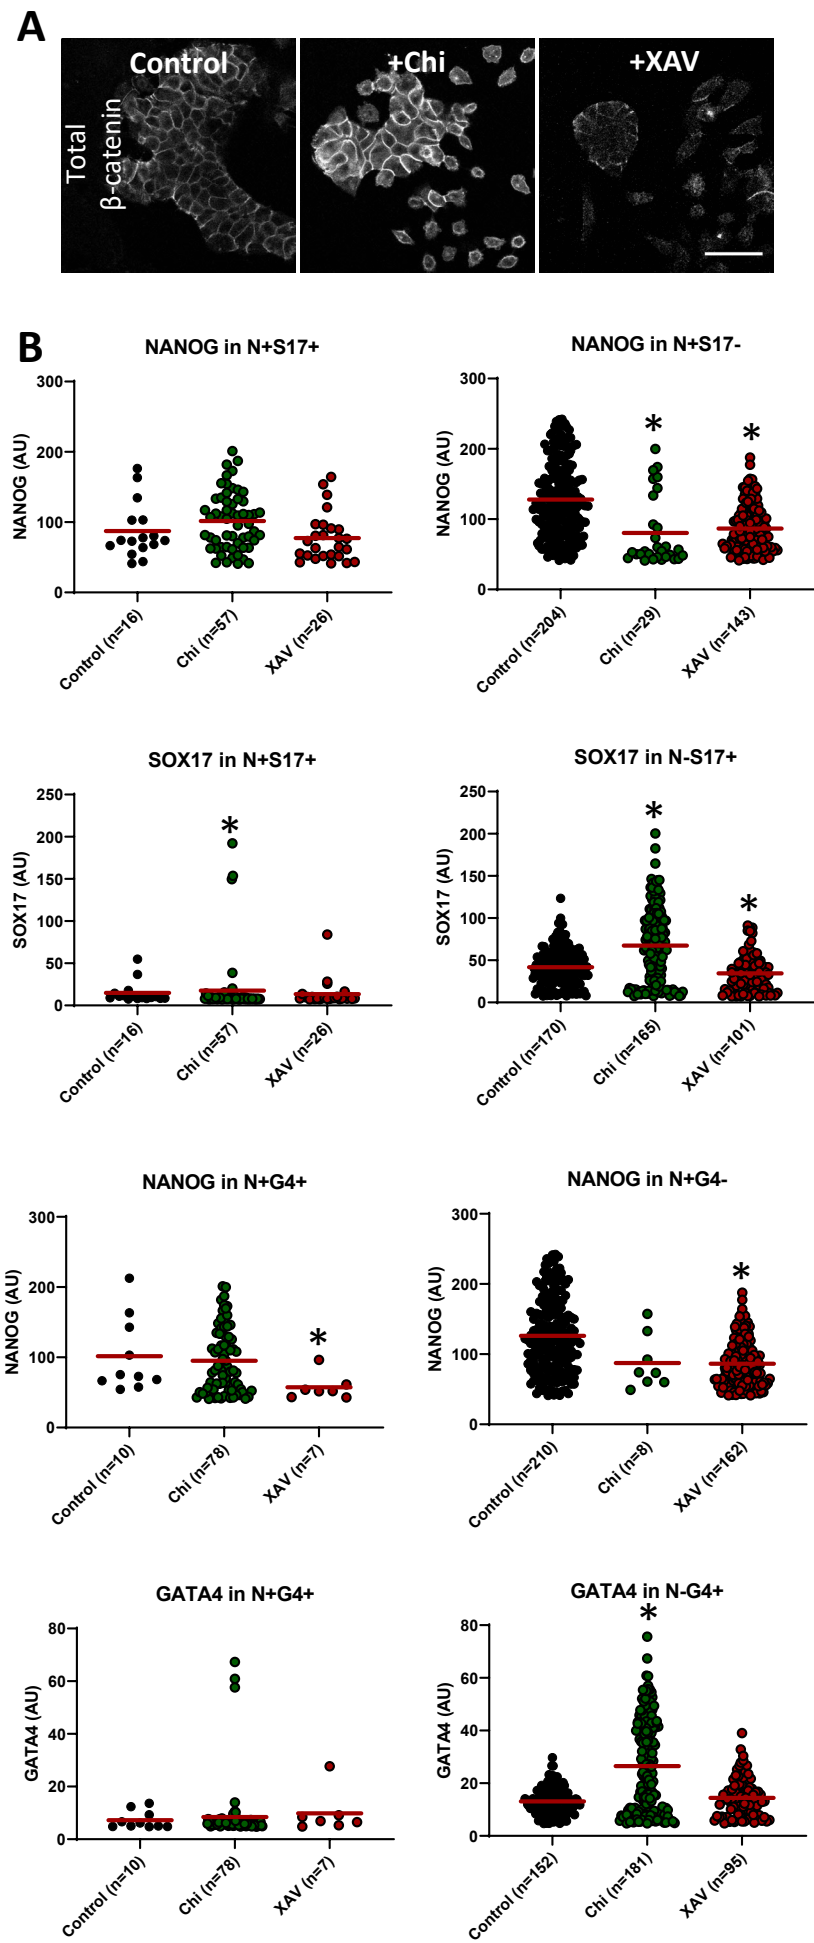 A
Control
+Chi
+XAV
Total
β-catenin
B
NANOG in N+S17+
NANOG (AU)
300
200
100
0
Control (n=16)
Chi (n=57)
XAV (n=26)
NANOG in N+S17-
NANOG (AU)
300
200
100
0
*
*
Control (n=204)
Chi (n=29)
XAV (n=143)
SOX17 in N+S17+
SOX17 (AU)
250
200
150
100
50
0
*
Control (n=16)
Chi (n=57)
XAV (n=26)
SOX17 in N-S17+
SOX17 (AU)
250
200
150
100
50
0
*
*
Control (n=170)
Chi (n=165)
XAV (n=101)
NANOG in N+G4+
NANOG (AU)
300
200
100
0
*
Control (n=10)
Chi (n=78)
XAV (n=7)
NANOG in N+G4-
NANOG (AU)
300
200
100
0
*
Control (n=210)
Chi (n=8)
XAV (n=162)
GATA4 in N+G4+
GATA4 (AU)
80
60
40
20
0
Control (n=10)
Chi (n=78)
XAV (n=7)
GATA4 in N-G4+
GATA4 (AU)
80
60
40
20
0
*
Control (n=152)
Chi (n=181)
XAV (n=95)